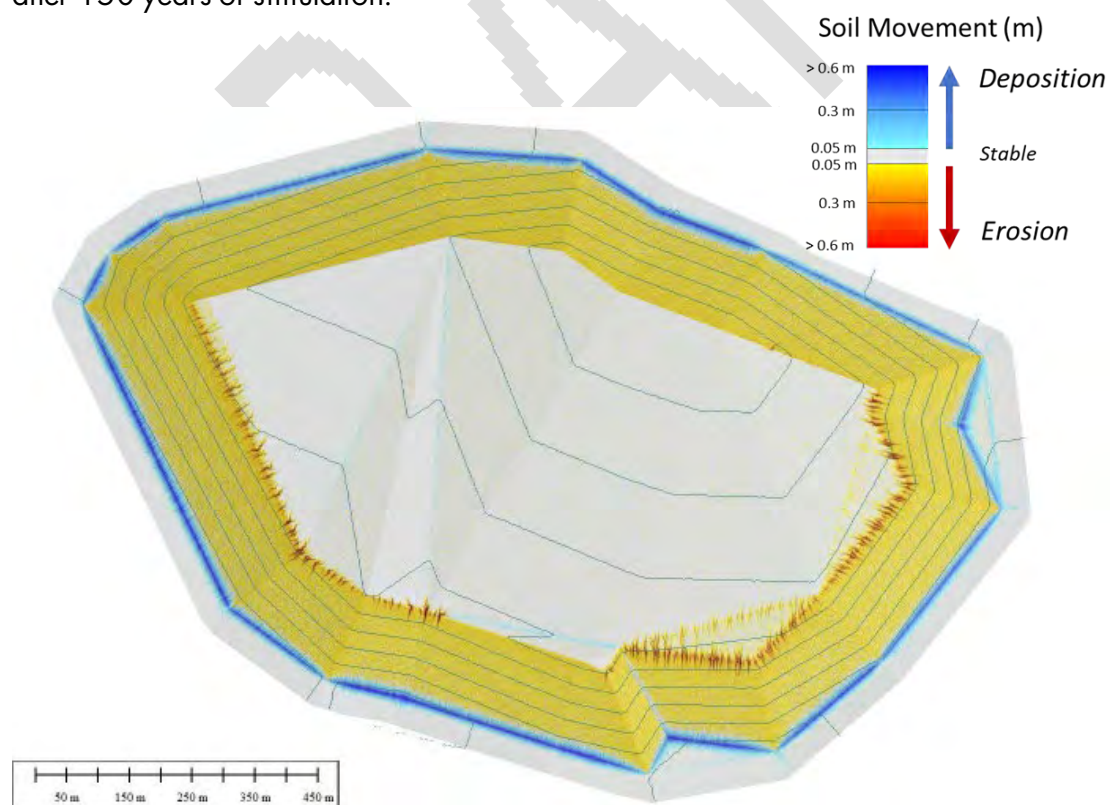 after years of simulation.
Soil Movement (m)
> 0.6 m
Deposition
0.3 m
0.05 m
Stable
0.05 m
0.3 m
Erosion
> 0.6 m
50 m 150 m 250 m 350 m 450 m